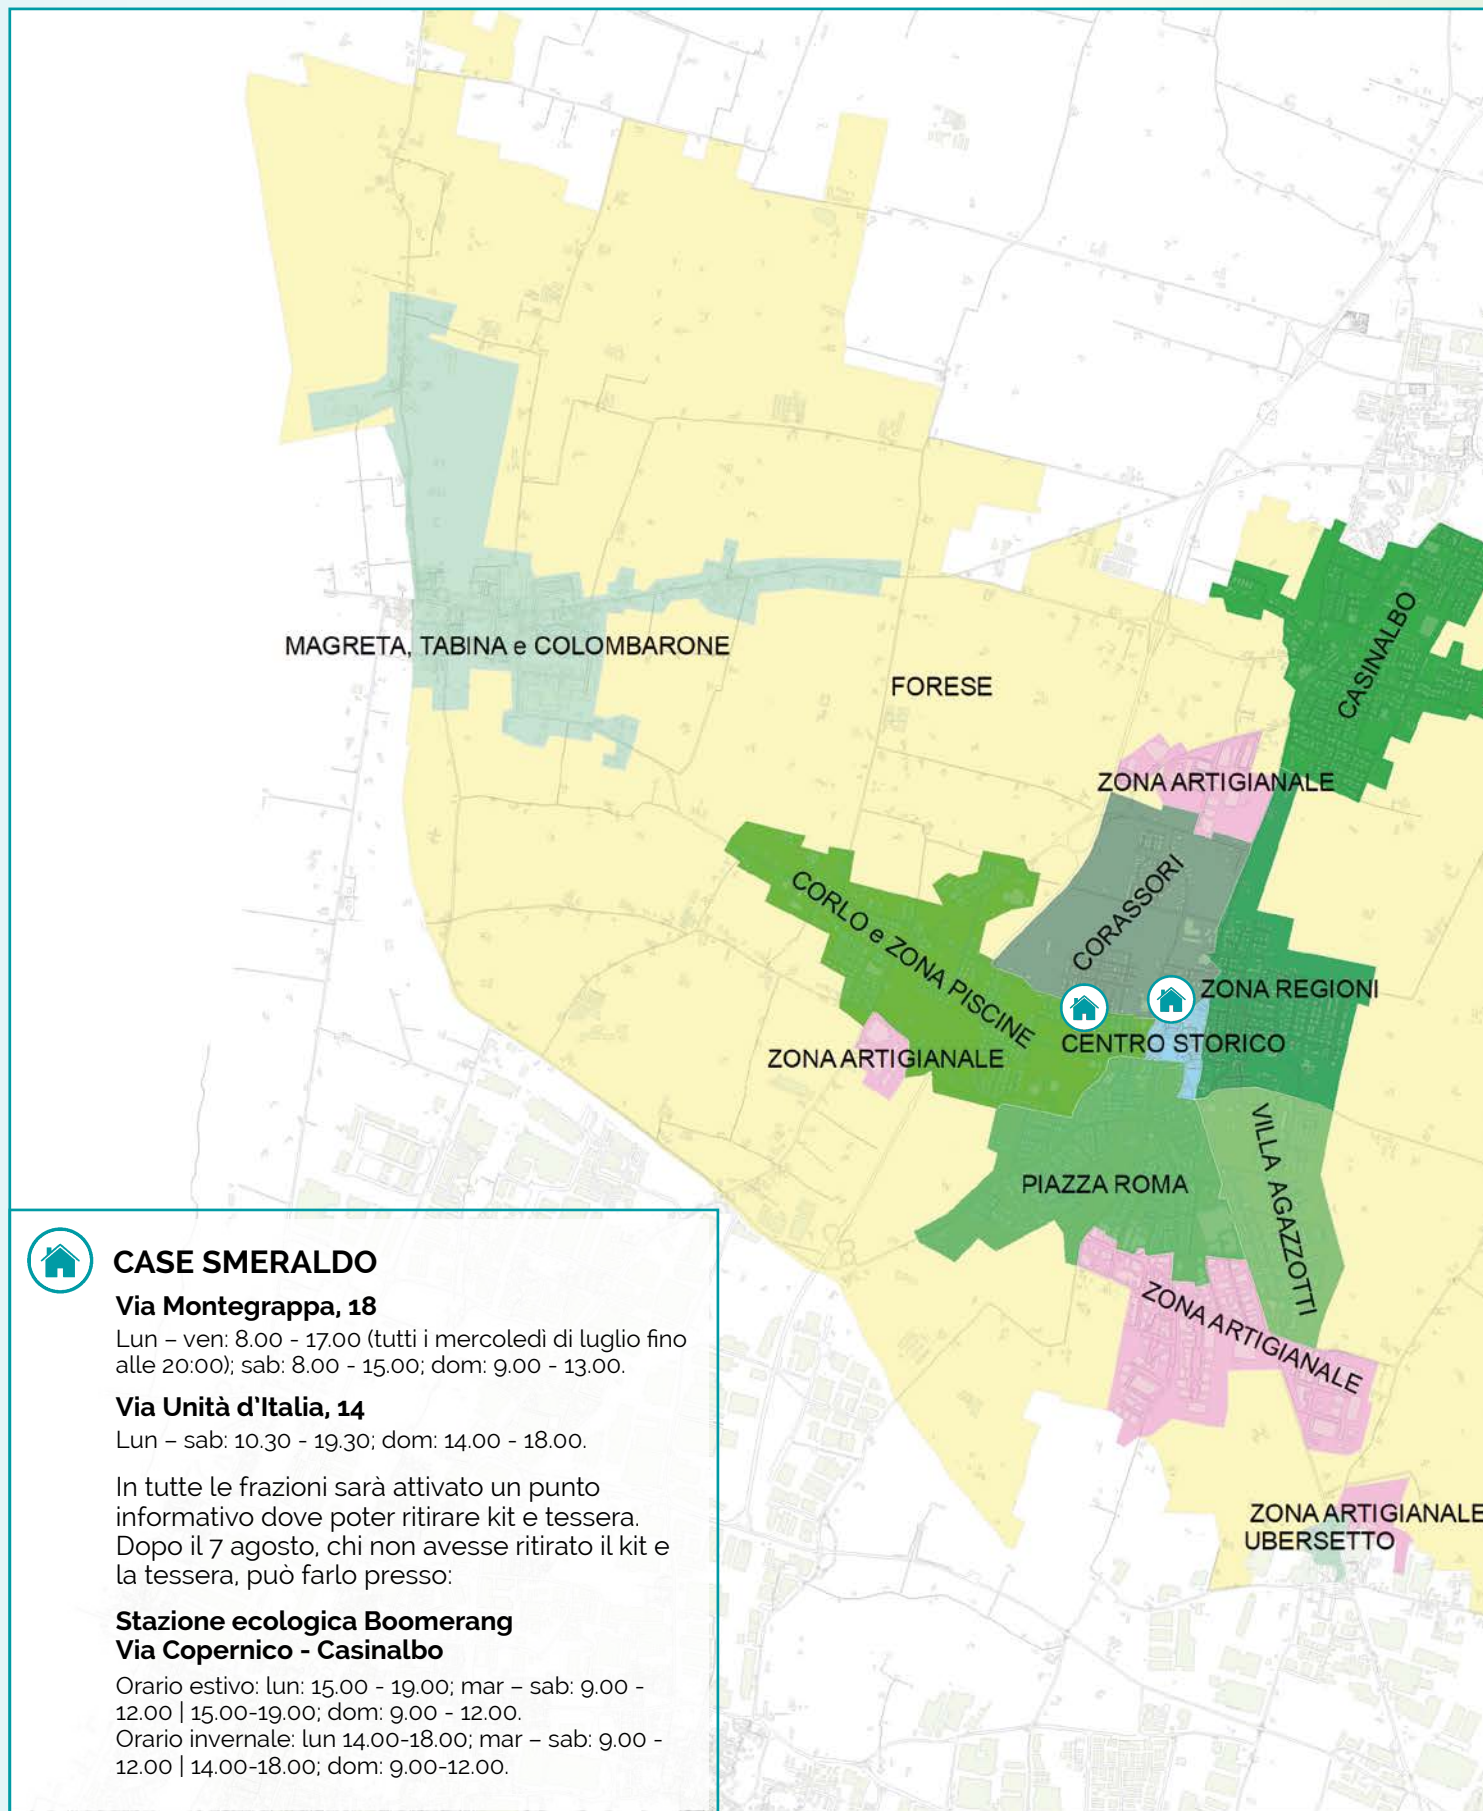 MAGRETA, TABINA e COLOMBARONE
FORESE
CASINALBO
ZONA ARTIGIANALE
CORASSORI
CORLO e ZONA PISCINE
ZONA REGIONI
CENTRO STORICO
ZONA ARTIGIANALE
PIAZZA ROMA
VILLA AGAZZOTTI
ZONA ARTIGIANALE
ZONA ARTIGIANALE
UBERSETTO
CASE SMERALDO
Via Montegrappa, 18
Lun – ven: 8.00 - 17.00 (tutti i mercoledì di luglio fino
alle 20:00); sab: 8.00 - 15.00; dom: 9.00 - 13.00.
Via Unità d'Italia, 14
Lun – sab: 10.30 - 19.30; dom: 14.00 - 18.00.
In tutte le frazioni sarà attivato un punto
informativo dove poter ritirare kit e tessera.
Dopo il 7 agosto, chi non avesse ritirato il kit e
la tessera, può farlo presso:
Stazione ecologica Boomerang
Via Copernico - Casinalbo
Orario estivo: lun: 15.00 - 19.00; mar – sab: 9.00 -
12.00 | 15.00-19.00; dom: 9.00 - 12.00.
Orario invernale: lun 14.00-18.00; mar – sab: 9.00 -
12.00 | 14.00-18.00; dom: 9.00-12.00.